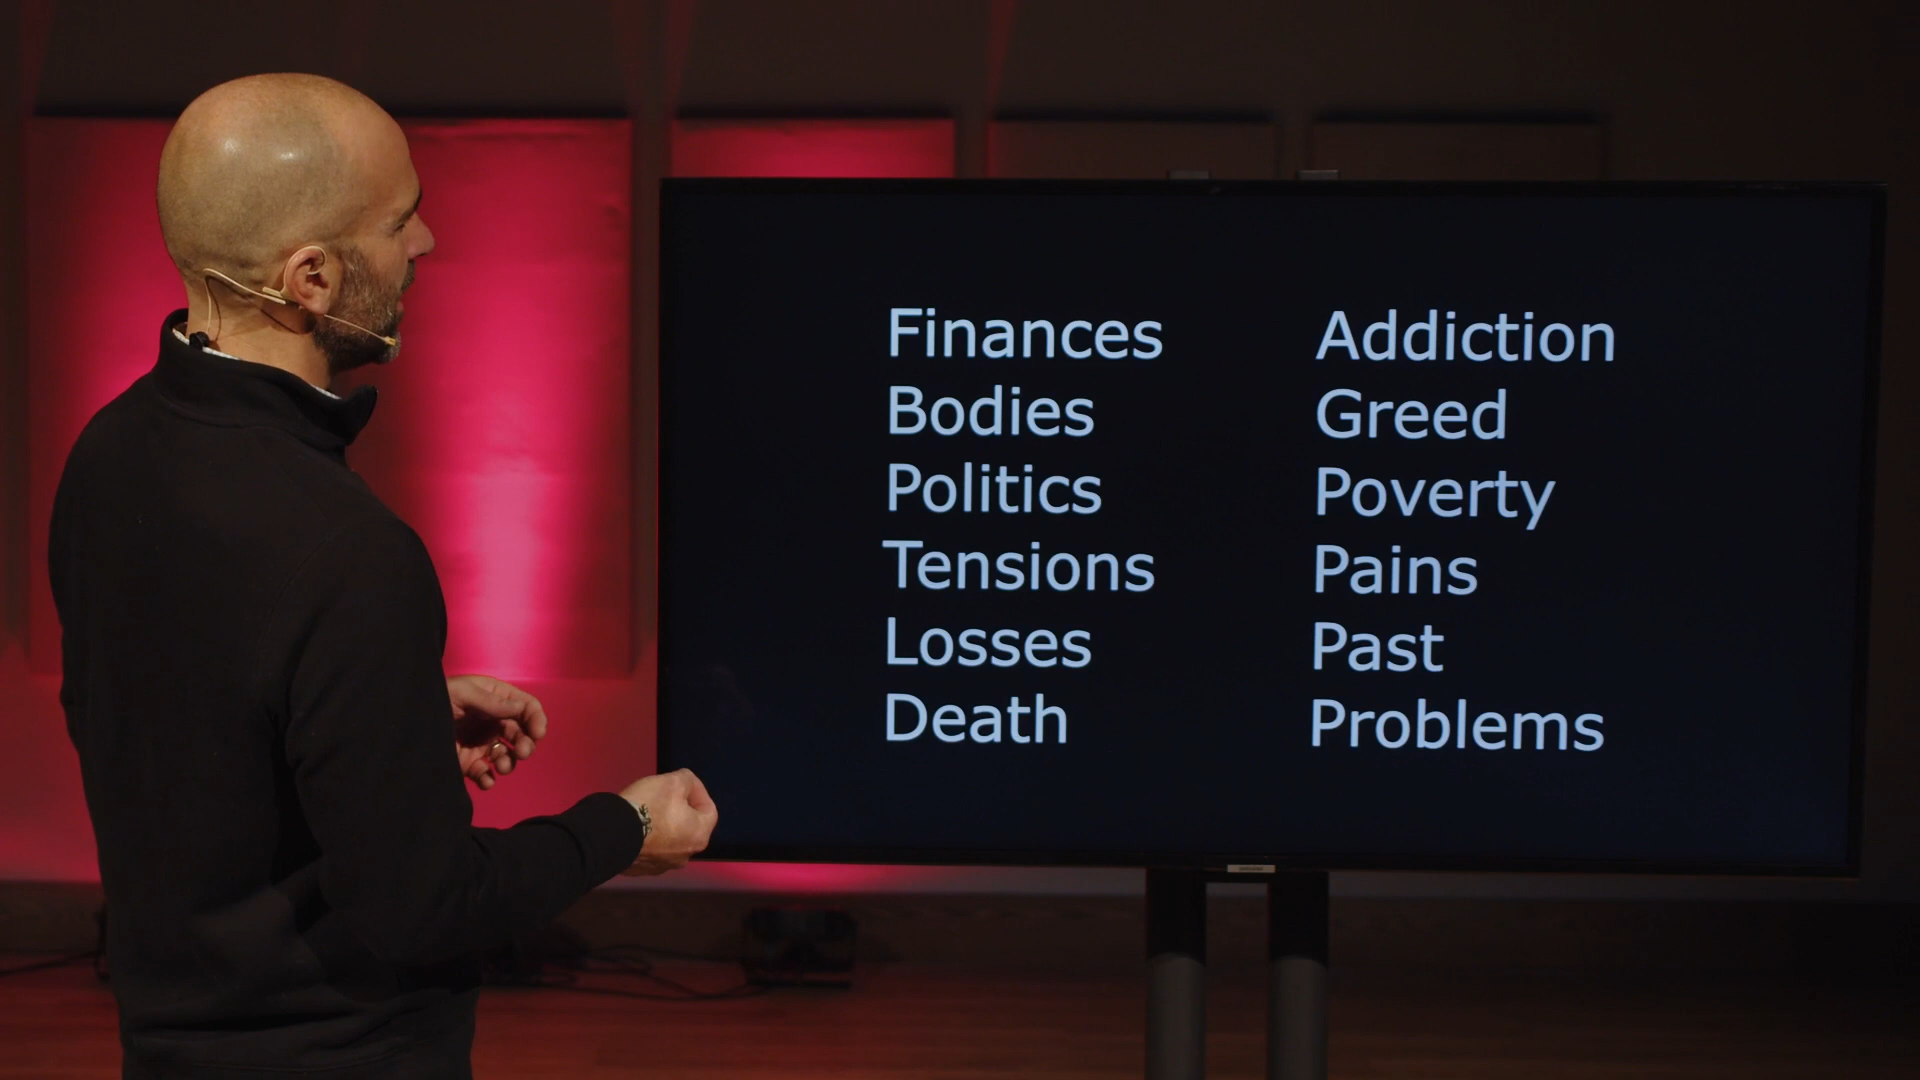 Finances
Bodies
Politics
Tensions
Losses
Death
Addiction
Greed
Poverty
Pains
Past
Problems